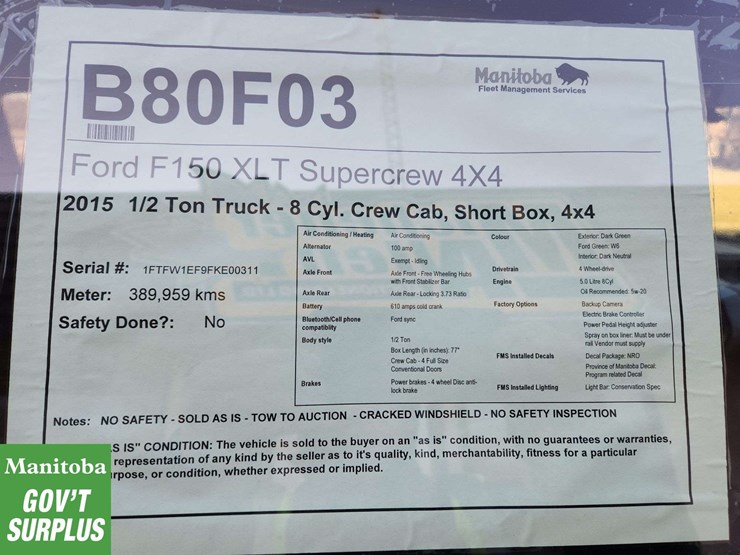 B80F03
Manitoba
Fleet Management Services
Ford F150 XLT Supercrew 4X4
2015 1/2 Ton Truck - 8 Cyl. Crew Cab, Short Box, 4x4
Serial #: 1FTFW1EF9FKE00311
Meter: 389,959 kms
Safety Done?: No
Air Conditioning / Heating Air Conditioning
Alternator 100 amp
AVL Exempt - Idling
Axle Front Axle Front - Free Wheeling Hubs
with Front Stabilizer Bar
Axle Rear Axle Rear - Locking 3.73 Ratio
Battery 610 amps cold crank
Bluetooth/Cell phone Ford sync
compatiblity
Body style 1/2 Ton
Box Length (in inches): 77"
Crew Cab - 4 Full Size
Conventional Doors
Brakes Power brakes - 4 wheel Disc anti-
lock brake
Colour Exterior: Dark Green
Ford Green: W6
Interior: Dark Neutral
Drivetrain 4 Wheel-drive
Engine 5.0 Litre 8Cyl
Oil Recommended: 5w-20
Factory Options Backup Camera
Electric Brake Controller
Power Pedal Height adjuster
Spray on box liner: Must be under
rail Vendor must supply
FMS Installed Decals Decal Package: NRO
Province of Manitoba Decal:
Program related Decal
FMS Installed Lighting Light Bar: Conservation Spec
Notes: NO SAFETY - SOLD AS IS - TOW TO AUCTION - CRACKED WINDSHIELD - NO SAFETY INSPECTION
S IS" CONDITION: The vehicle is sold to the buyer on an "as is" condition, with no guarantees or warranties,
representation of any kind by the seller as to it's quality, kind, merchantability, fitness for a particular
rpose, or condition, whether expressed or implied.
Manitoba
GOV'T
SURPLUS